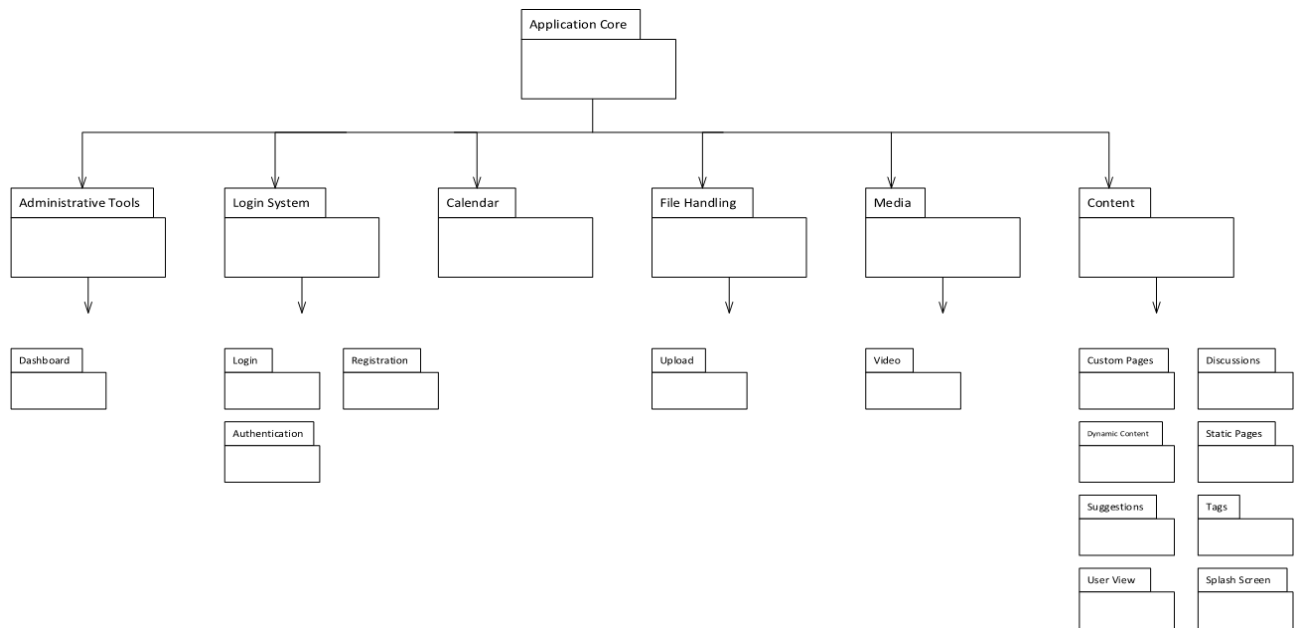 Application Core
Administrative Tools
Login System
Calendar
File Handling
Media
Content
Dashboard
Login
Registration
Upload
Video
Custom Pages
Discussions
Authentication
Dynamic Content
Static Pages
Suggestions
Tags
User View
Splash Screen